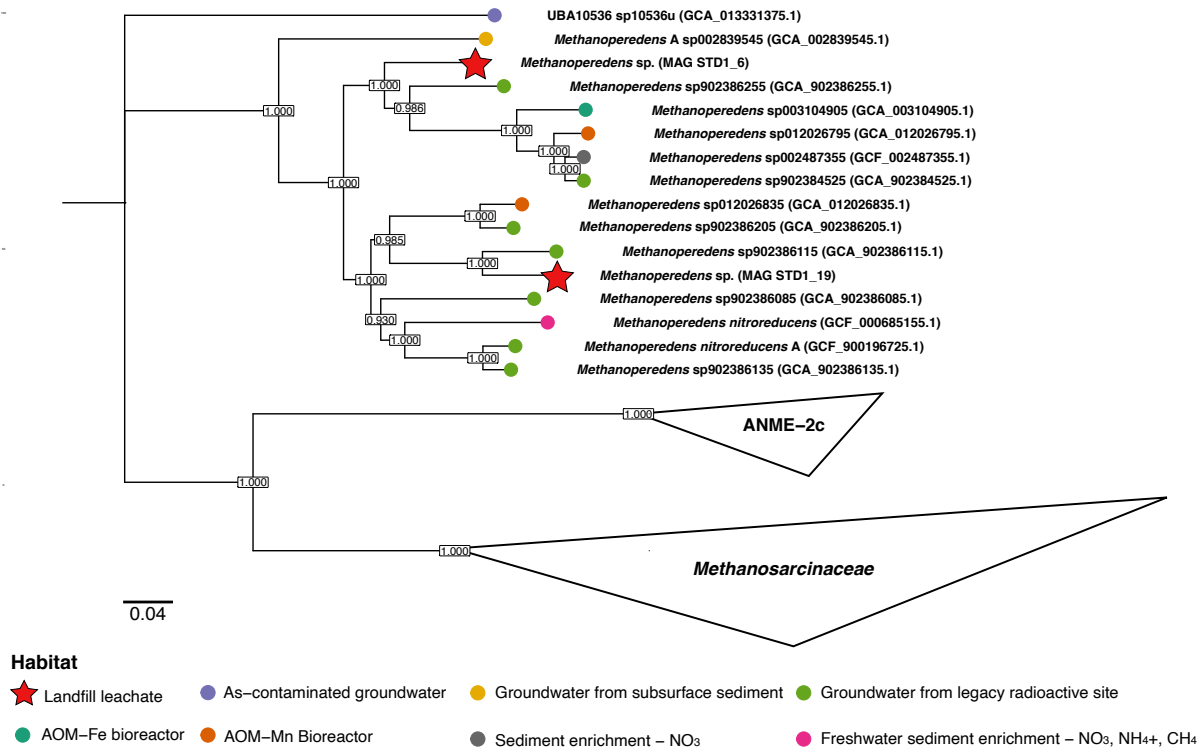 UBA10536 sp10536u (GCA_013331375.1)
Methanoperedens A sp002839545 (GCA_002839545.1)
Methanoperedens sp. (MAG STD1_6)
1.000
Methanoperedens sp902386255 (GCA_902386255.1)
0.986
1.000
Methanoperedens sp003104905 (GCA_003104905.1)
1.000
Methanoperedens sp012026795 (GCA_012026795.1)
1.000
Methanoperedens sp002487355 (GCF_002487355.1)
1.000
Methanoperedens sp902384525 (GCA_902384525.1)
1.000
Methanoperedens sp012026835 (GCA_012026835.1)
1.000
Methanoperedens sp902386205 (GCA_902386205.1)
0.985
Methanoperedens sp902386115 (GCA_902386115.1)
1.000
Methanoperedens sp. (MAG STD1_19)
1.000
Methanoperedens sp902386085 (GCA_902386085.1)
0.930
Methanoperedens nitroreducens (GCF_000685155.1)
1.000
Methanoperedens nitroreducens A (GCF_900196725.1)
1.000
Methanoperedens sp902386135 (GCA_902386135.1)
1.000
ANME−2c
1.000
1.000
Methanosarcinaceae
0.04
Habitat
Landfill leachate
As−contaminated groundwater
Groundwater from subsurface sediment
Groundwater from legacy radioactive site
AOM−Fe bioreactor
AOM−Mn Bioreactor
Sediment enrichment − NO₃
Freshwater sediment enrichment − NO₃, NH₄+, CH₄